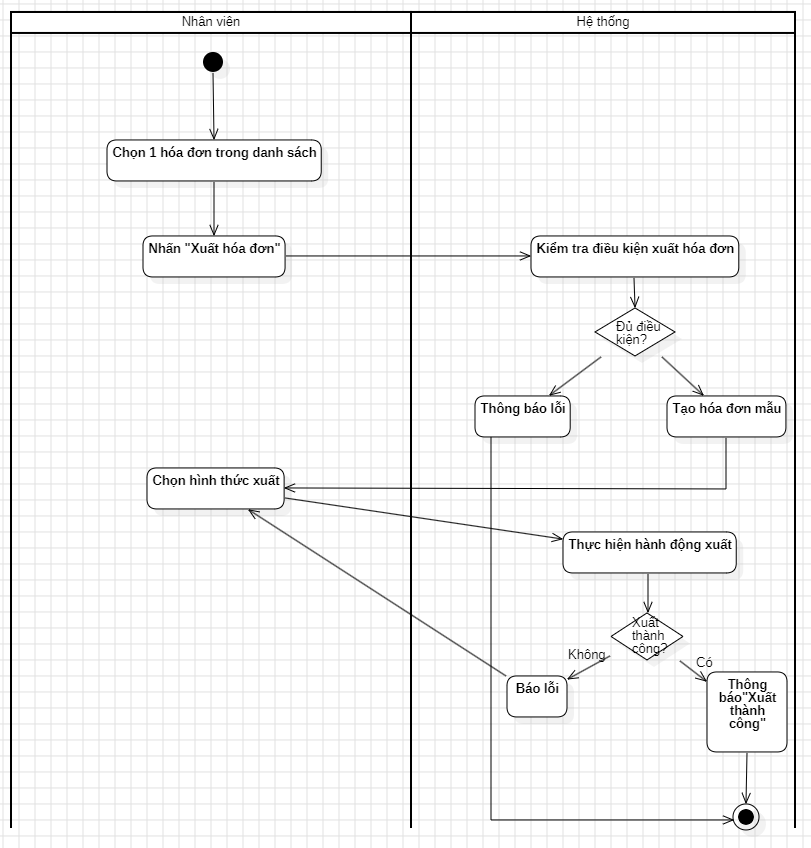 Nhân viên
Hệ thống
Chọn 1 hóa đơn trong danh sách
Nhấn "Xuất hóa đơn"
Kiểm tra điều kiện xuất hóa đơn
Đủ điều
kiện?
Thông báo lỗi
Tạo hóa đơn mẫu
Chọn hình thức xuất
Thực hiện hành động xuất
Xuất
thành
công?
Không
Có
Báo lỗi
Thông
báo"Xuất
thành
công"